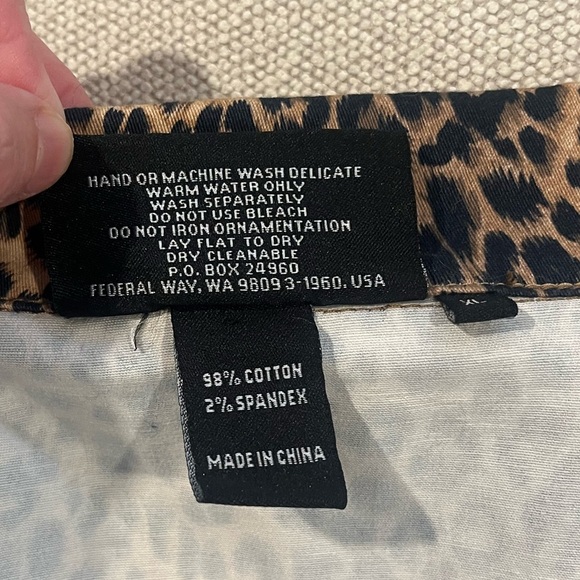 HAND OR MACHINE WASH DELICATE
WARM WATER ONLY
WASH SEPARATELY
DO NOT USE BLEACH
DO NOT IRON ORNAMENTATION
LAY FLAT TO DRY
DRY CLEANABLE
P.O. BOX 24960
FEDERAL WAY, WA 98093-1960. USA
XL
98% COTTON
2% SPANDEX
MADE IN CHINA